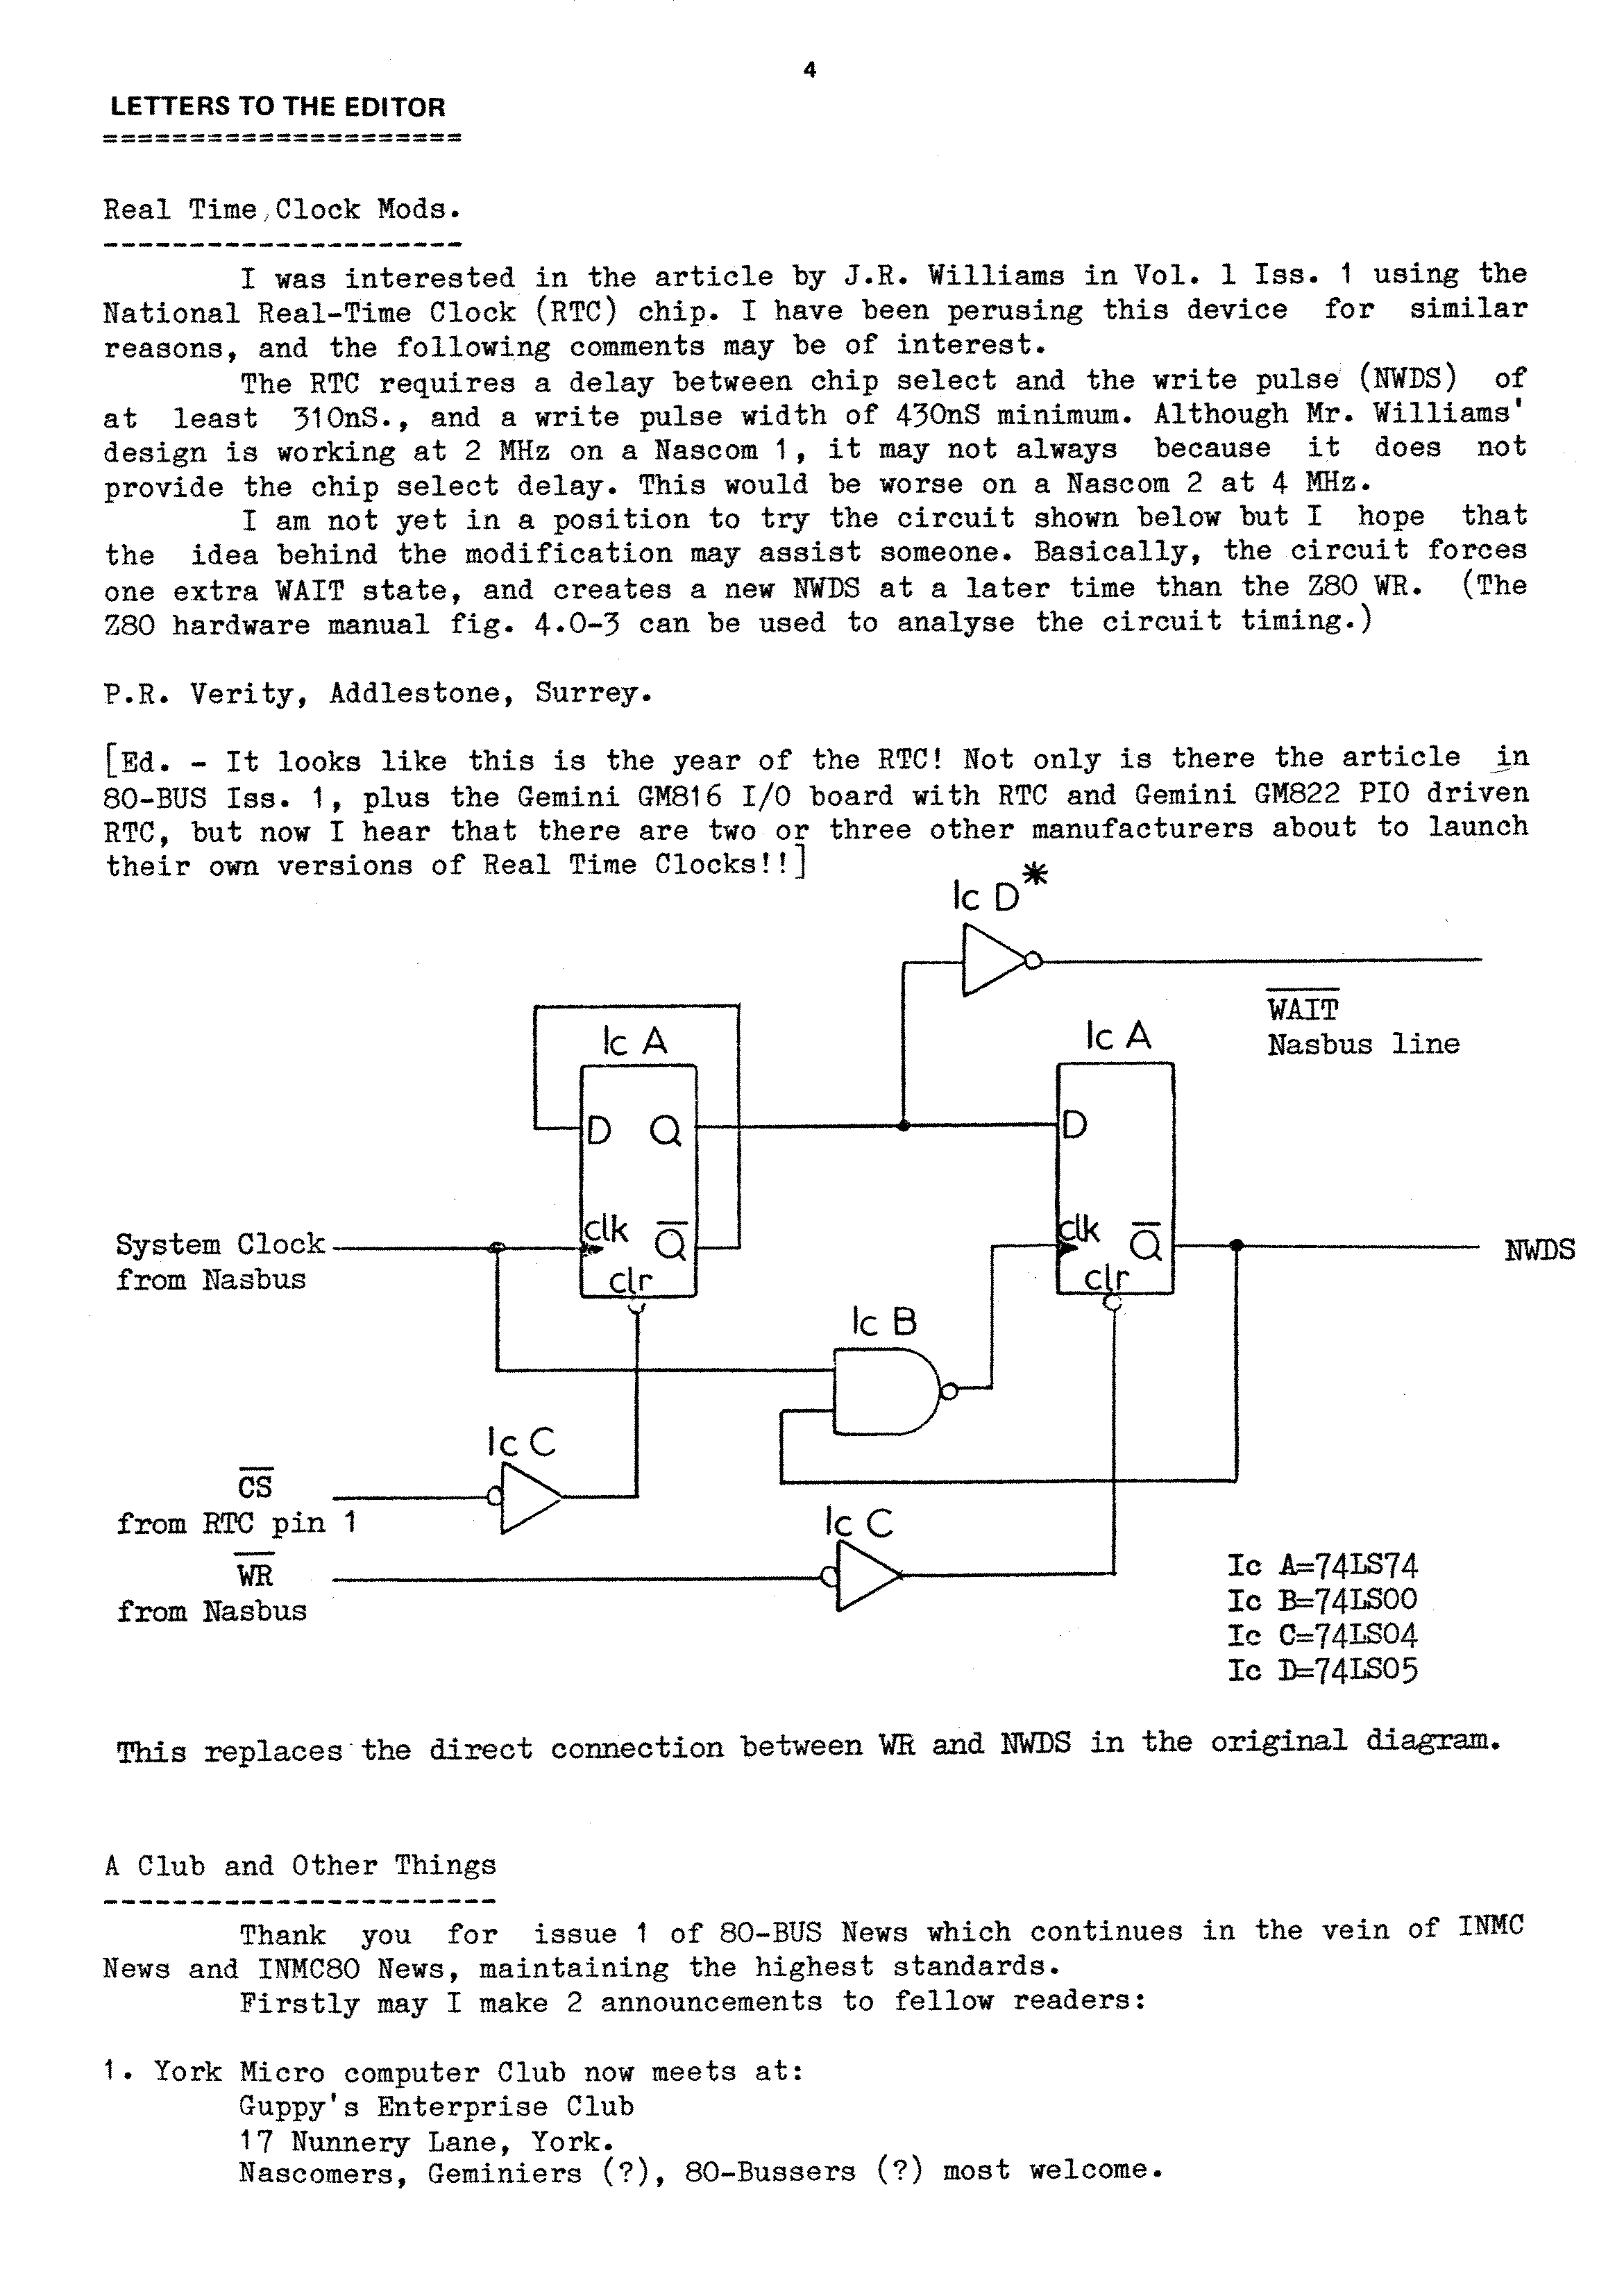 4
LETTERS TO THE EDITOR
=====================
Real Time Clock Mods.
---------------------
I was interested in the article by J.R. Williams in Vol. 1 Iss. 1 using the
National Real-Time Clock (RTC) chip. I have been perusing this device for similar
reasons, and the following comments may be of interest.
The RTC requires a delay between chip select and the write pulse (NWDS) of
at least 310nS., and a write pulse width of 430nS minimum. Although Mr. Williams'
design is working at 2 MHz on a Nascom 1, it may not always because it does not
provide the chip select delay. This would be worse on a Nascom 2 at 4 MHz.
I am not yet in a position to try the circuit shown below but I hope that
the idea behind the modification may assist someone. Basically, the circuit forces
one extra WAIT state, and creates a new NWDS at a later time than the Z80 WR. (The
Z80 hardware manual fig. 4.0-3 can be used to analyse the circuit timing.)
P.R. Verity, Addlestone, Surrey.
[Ed. - It looks like this is the year of the RTC! Not only is there the article in
80-BUS Iss. 1, plus the Gemini GM816 I/O board with RTC and Gemini GM822 PIO driven
RTC, but now I hear that there are two or three other manufacturers about to launch
their own versions of Real Time Clocks!!]
Ic D*
WAIT
Nasbus line
Ic A
Ic A
D Q
D
clk Q
clk Q
System Clock
from Nasbus
NWDS
clr
clr
Ic B
Ic C
CS
from RTC pin 1
Ic C
WR
from Nasbus
Ic A=74LS74
Ic B=74LS00
Ic C=74LS04
Ic D=74LS05
This replaces the direct connection between WR and NWDS in the original diagram.
A Club and Other Things
-----------------------
Thank you for issue 1 of 80-BUS News which continues in the vein of INMC
News and INMC80 News, maintaining the highest standards.
Firstly may I make 2 announcements to fellow readers:
1. York Micro computer Club now meets at:
Guppy's Enterprise Club
17 Nunnery Lane, York.
Nascomers, Geminiers (?), 80-Bussers (?) most welcome.